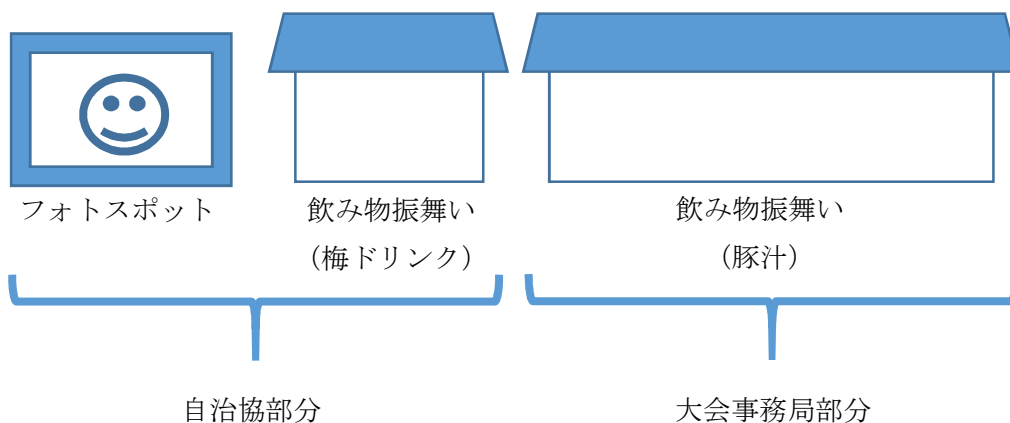 フォトスポット
飲み物振舞い
(梅ドリンク)
飲み物振舞い
(豚汁)
自治協部分
大会事務局部分